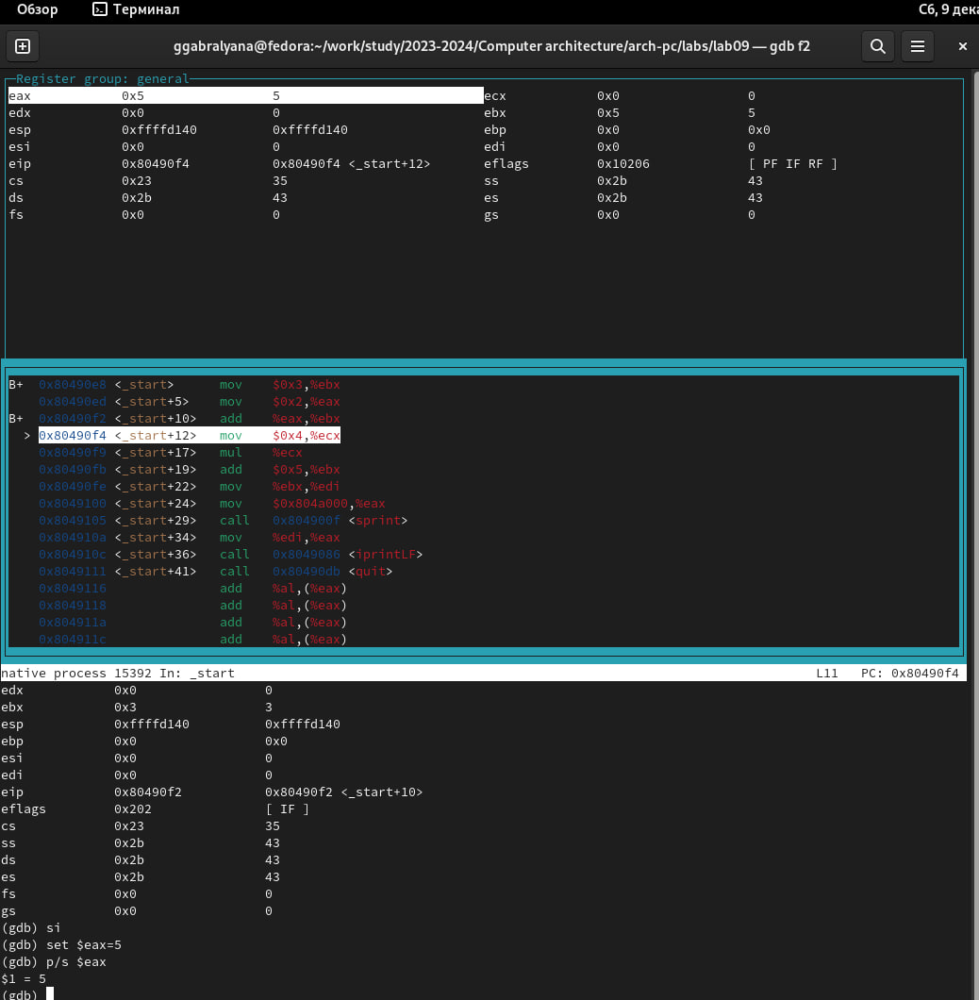 Обзор Терминал Сб, 9 дека
ggabralyana@fedora:~/work/study/2023-2024/Computer architecture/arch-pc/labs/lab09 — gdb f2
Register group: general
eax 0x5 5 ecx 0x0 0
edx 0x0 0 ebx 0x5 5
esp 0xffffd140 0xffffd140 ebp 0x0 0x0
esi 0x0 0 edi 0x0 0
eip 0x80490f4 0x80490f4 <_start+12> eflags 0x10206 [ PF IF RF ]
cs 0x23 35 ss 0x2b 43
ds 0x2b 43 es 0x2b 43
fs 0x0 0 gs 0x0 0
B+ 0x80490e8 <_start> mov $0x3,%ebx
0x80490ed <_start+5> mov $0x2,%eax
B+ 0x80490f2 <_start+10> add %eax,%ebx
> 0x80490f4 <_start+12> mov $0x4,%ecx
0x80490f9 <_start+17> mul %ecx
0x80490fb <_start+19> add $0x5,%ebx
0x80490fe <_start+22> mov %ebx,%edi
0x8049100 <_start+24> mov $0x804a000,%eax
0x8049105 <_start+29> call 0x804900f <sprint>
0x804910a <_start+34> mov %edi,%eax
0x804910c <_start+36> call 0x8049086 <iprintLF>
0x8049111 <_start+41> call 0x80490db <quit>
0x8049116 add %al,(%eax)
0x8049118 add %al,(%eax)
0x804911a add %al,(%eax)
0x804911c add %al,(%eax)
native process 15392 In: _start L11 PC: 0x80490f4
edx 0x0 0
ebx 0x3 3
esp 0xffffd140 0xffffd140
ebp 0x0 0x0
esi 0x0 0
edi 0x0 0
eip 0x80490f2 0x80490f2 <_start+10>
eflags 0x202 [ IF ]
cs 0x23 35
ss 0x2b 43
ds 0x2b 43
es 0x2b 43
fs 0x0 0
gs 0x0 0
(gdb) si
(gdb) set $eax=5
(gdb) p/s $eax
$1 = 5
(gdb)